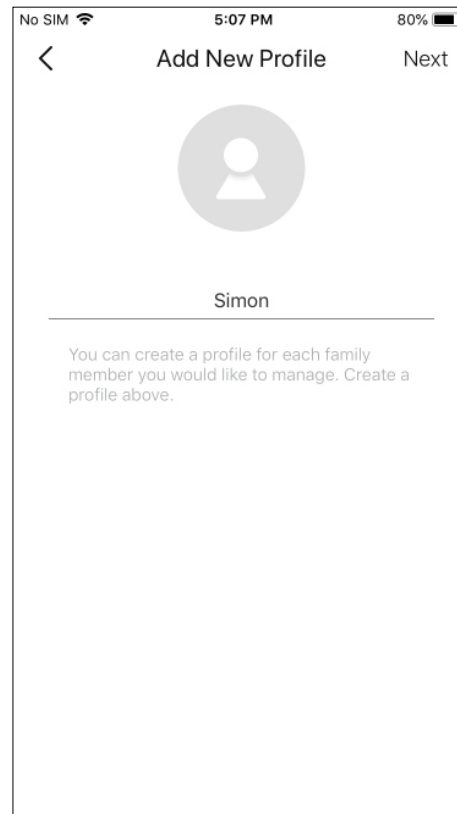 No SIM 5:07 PM 80%
Add New Profile Next
Simon
You can create a profile for each family
member you would like to manage. Create a
profile above.